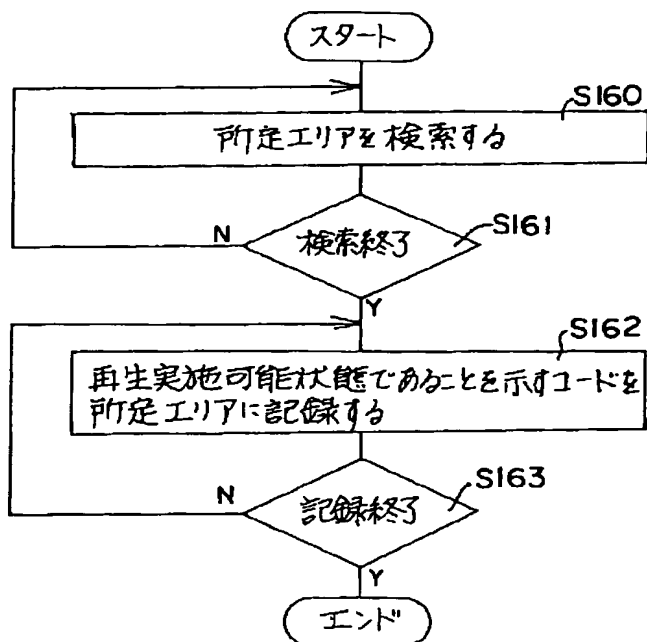 スタート
S160
所定エリアを検索する
N
検索終了
S161
Y
S162
再生実施可能状態であることを示すコードを
所定エリアに記録する
N
記録終了
S163
Y
エンド